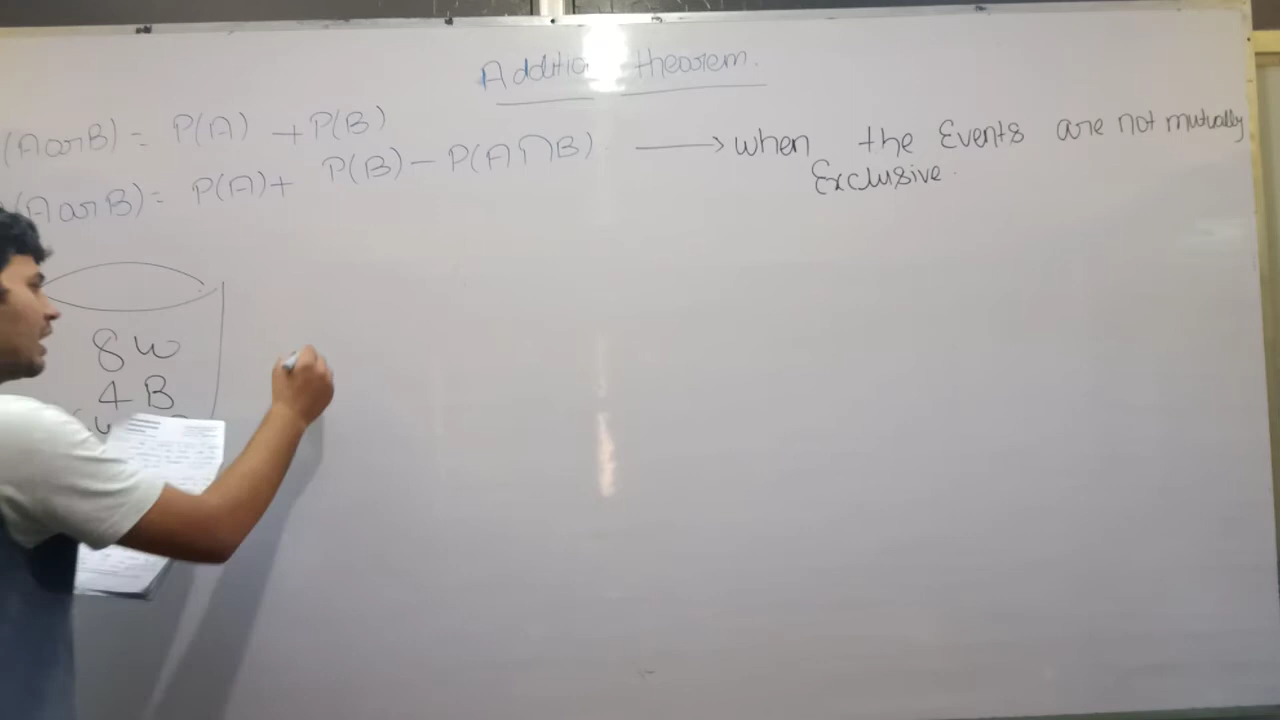 Addition theorem.
(A or B) = P(A) + P(B)
(A or B) = P(A) + P(B) - P(A∩B) → when the Events are not mutually
Exclusive.
8 W
4 B